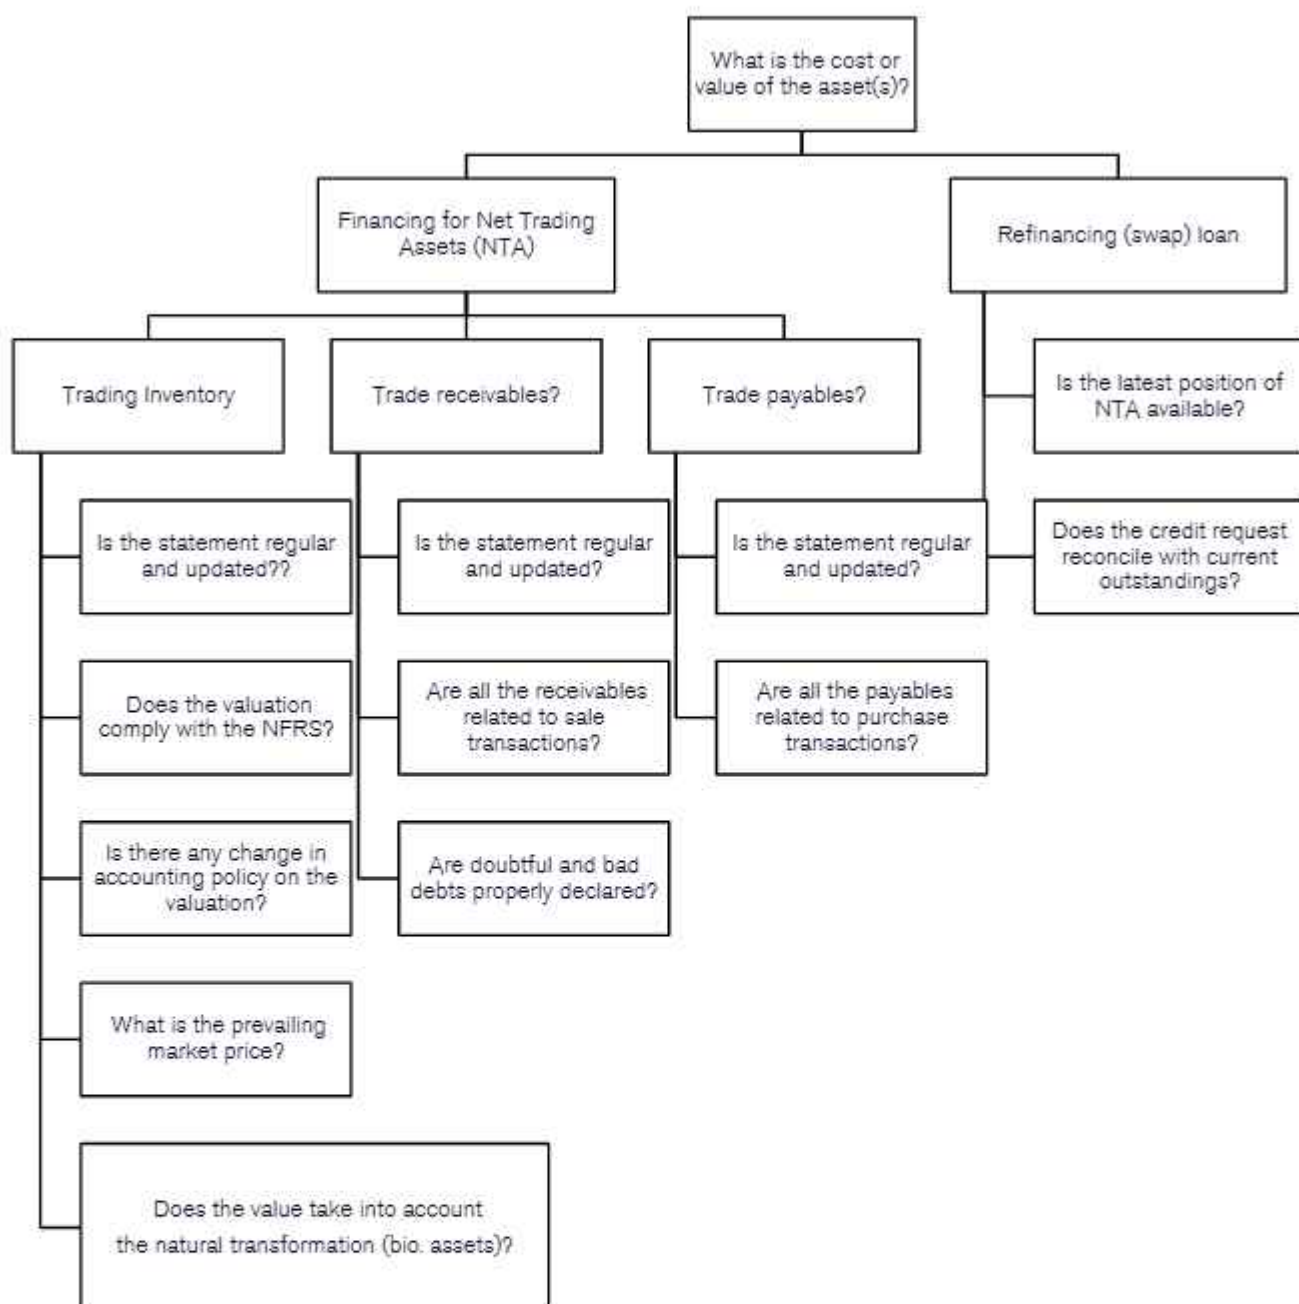 What is the cost or
value of the asset(s)?
Financing for Net Trading
Assets (NTA)
Refinancing (swap) loan
Trading Inventory
Trade receivables?
Trade payables?
Is the latest position of
NTA available?
Is the statement regular
and updated??
Is the statement regular
and updated?
Is the statement regular
and updated?
Does the credit request
reconcile with current
outstandings?
Does the valuation
comply with the NFRS?
Are all the receivables
related to sale
transactions?
Are all the payables
related to purchase
transactions?
Is there any change in
accounting policy on the
valuation?
Are doubtful and bad
debts properly declared?
What is the prevailing
market price?
Does the value take into account
the natural transformation (bio. assets)?